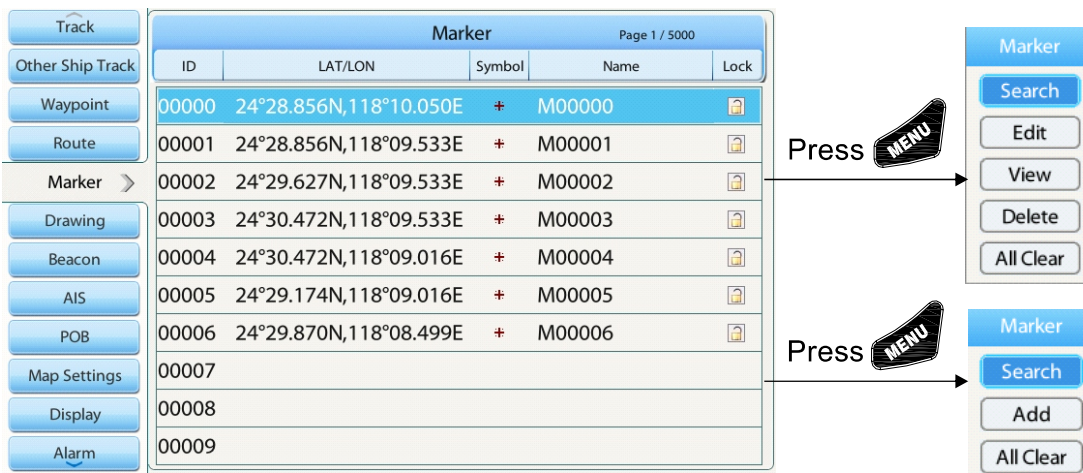 Track
Other Ship Track
Waypoint
Route
Marker
Drawing
Beacon
AIS
POB
Map Settings
Display
Alarm
Marker Page 1 / 5000
ID LAT/LON Symbol Name Lock
00000 24°28.856N,118°10.050E M00000
00001 24°28.856N,118°09.533E M00001
00002 24°29.627N,118°09.533E M00002
00003 24°30.472N,118°09.533E M00003
00004 24°30.472N,118°09.016E M00004
00005 24°29.174N,118°09.016E M00005
00006 24°29.870N,118°08.499E M00006
00007
00008
00009
Press MENU
Marker
Search
Edit
View
Delete
All Clear
Press MENU
Marker
Search
Add
All Clear